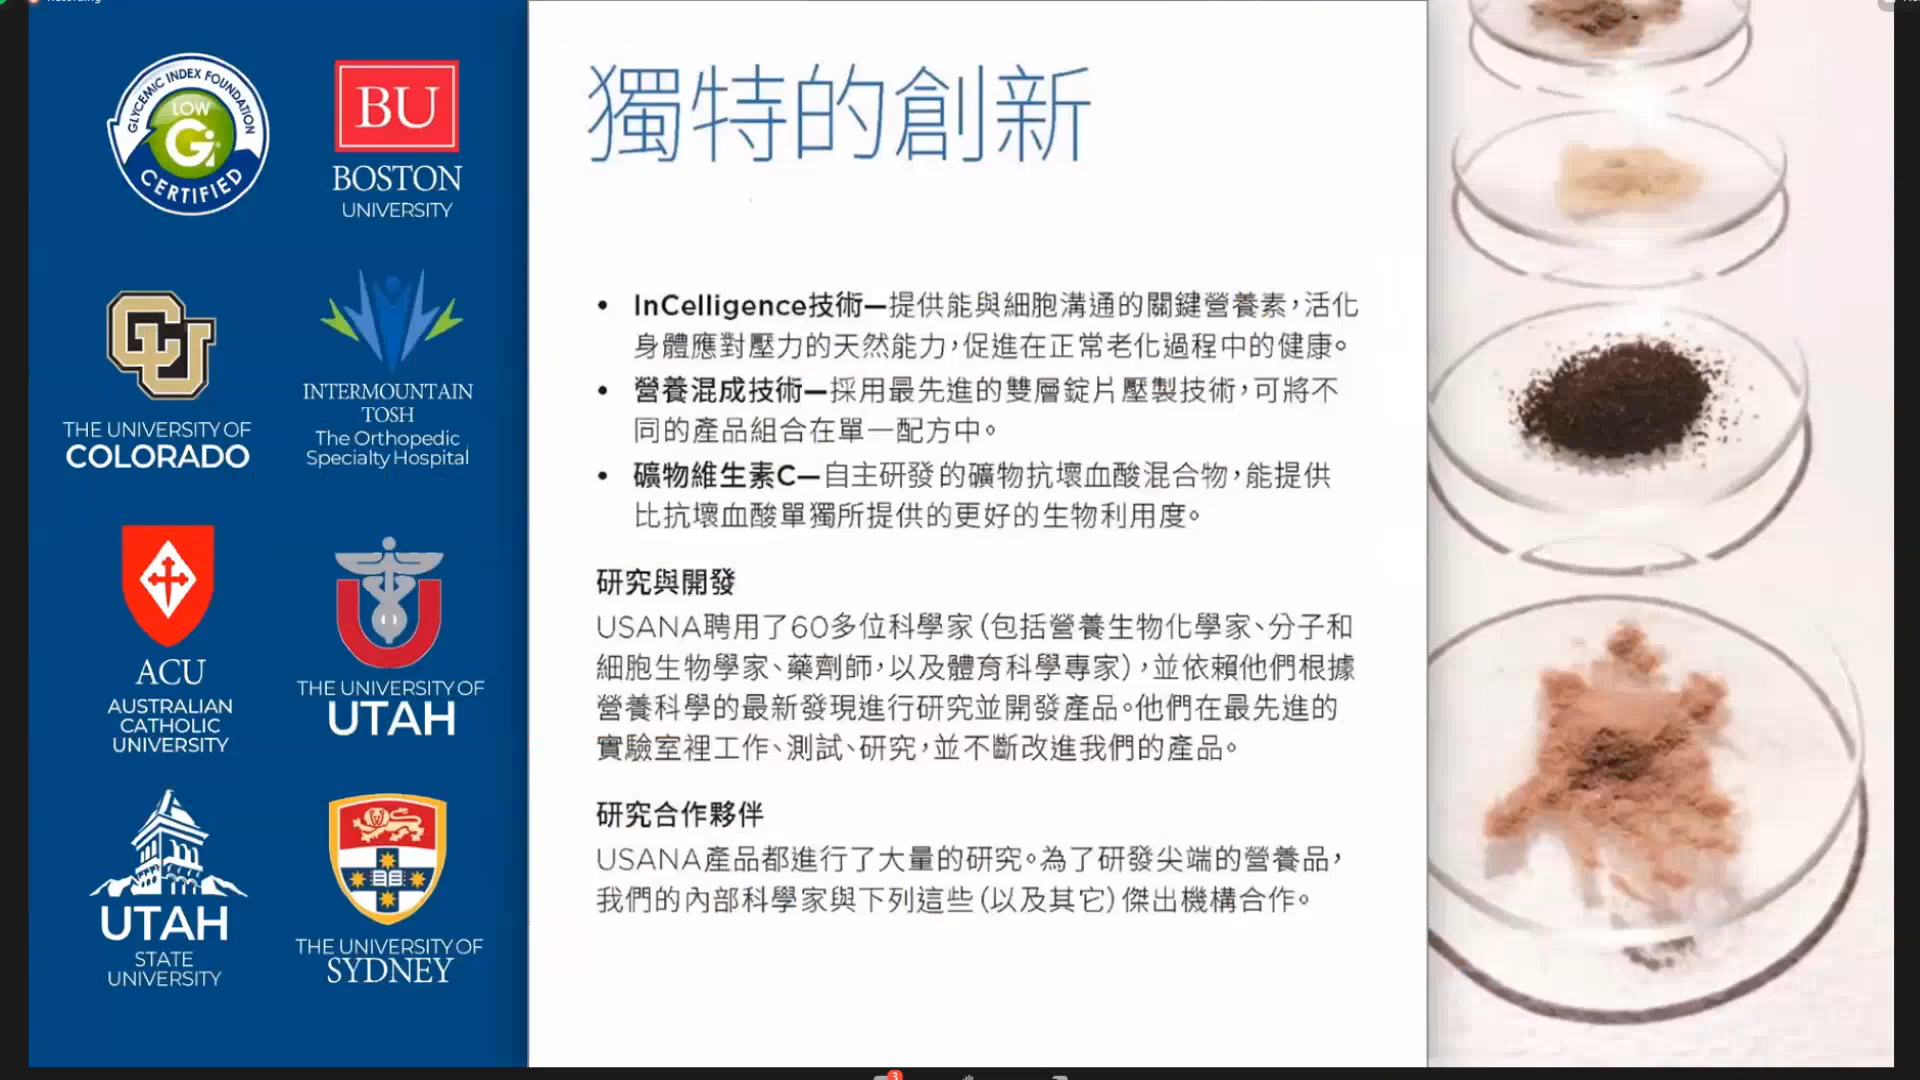 GLYCEMIC INDEX FOUNDATION
LOW
Gi
CERTIFIED
BU
BOSTON
UNIVERSITY
CU
THE UNIVERSITY OF
COLORADO
INTERMOUNTAIN
TOSH
The Orthopedic
Specialty Hospital
ACU
AUSTRALIAN
CATHOLIC
UNIVERSITY
U
THE UNIVERSITY OF
UTAH
UTAH
STATE
UNIVERSITY
THE UNIVERSITY OF
SYDNEY
獨特的創新
• InCelligence技術—提供能與細胞溝通的關鍵營養素，活化
身體應對壓力的天然能力，促進在正常老化過程中的健康。
• 營養混成技術—採用最先進的雙層錠片壓製技術，可將不
同的產品組合在單一配方中。
• 礦物維生素C—自主研發的礦物抗壞血酸混合物，能提供
比抗壞血酸單獨所提供的更好的生物利用度。
研究與開發
USANA聘用了60多位科學家（包括營養生物化學家、分子和
細胞生物學家、藥劑師，以及體育科學專家），並依賴他們根據
營養科學的最新發現進行研究並開發產品。他們在最先進的
實驗室裡工作、測試、研究，並不斷改進我們的產品。
研究合作夥伴
USANA產品都進行了大量的研究。為了研發尖端的營養品，
我們的內部科學家與下列這些（以及其它）傑出機構合作。
3